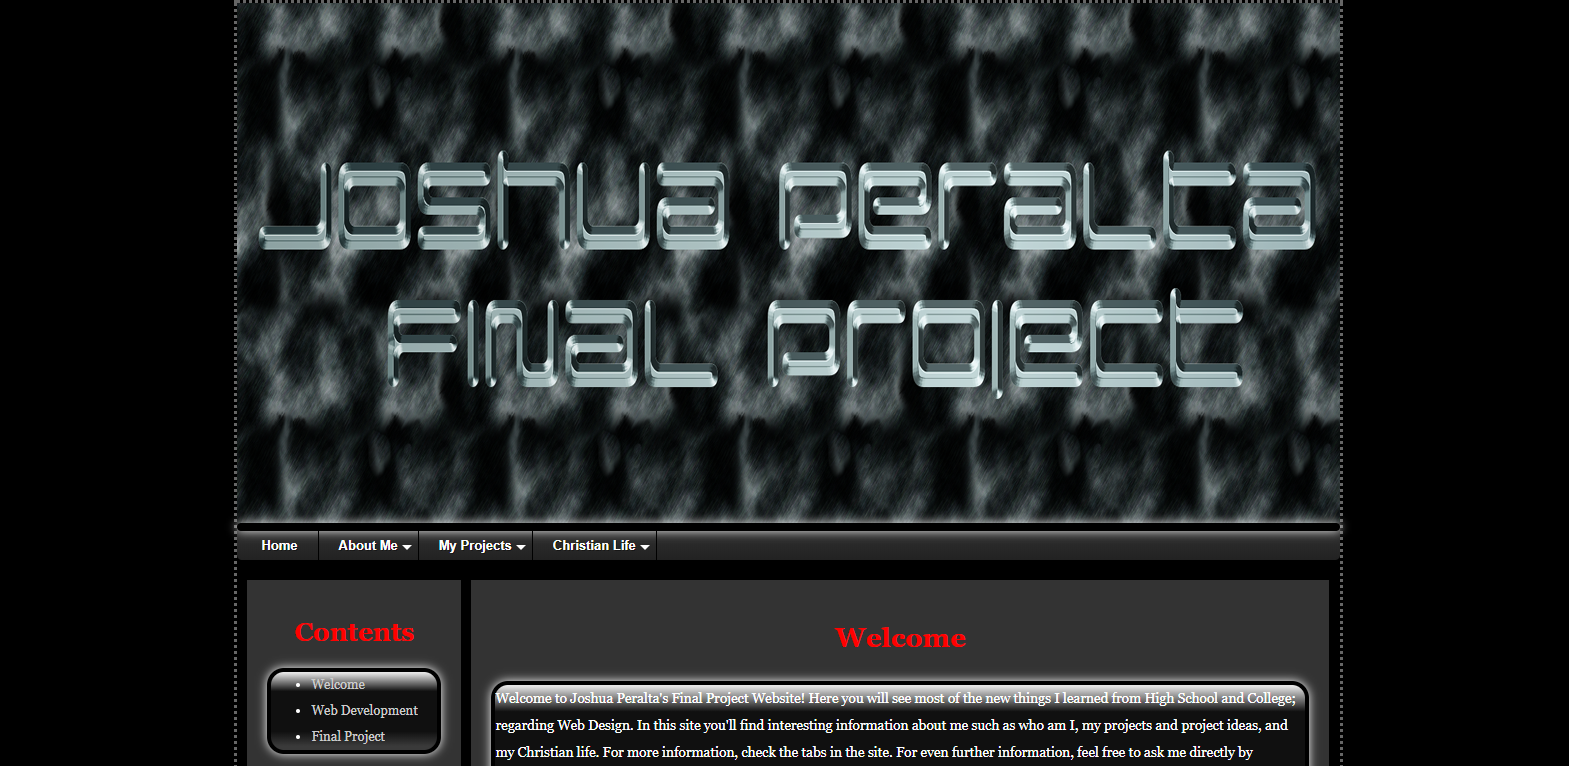 Joshua Peralta
Final Project
Home
About Me
My Projects
Christian Life
Contents
Welcome
Web Development
Final Project
Welcome
Welcome to Joshua Peralta's Final Project Website! Here you will see most of the new things I learned from High School and College;
regarding Web Design. In this site you'll find interesting information about me such as who am I, my projects and project ideas, and
my Christian life. For more information, check the tabs in the site. For even further information, feel free to ask me directly by